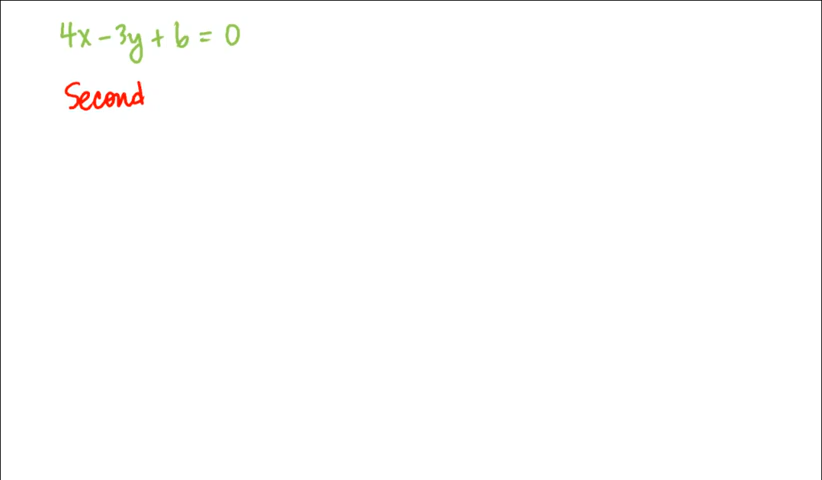 4x - 3y + 6 = 0
Second